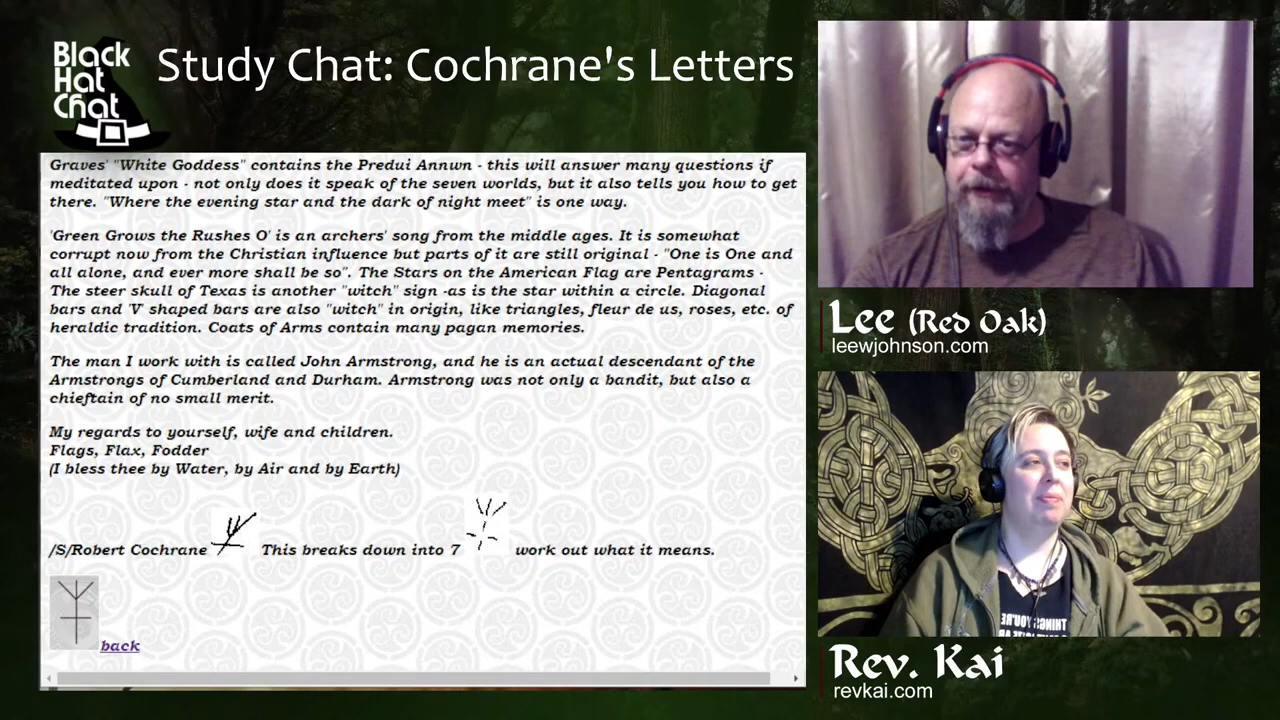 Black
Hat
Chat
Study Chat: Cochrane's Letters
Graves' "White Goddess" contains the Predui Annwn - this will answer many questions if
meditated upon - not only does it speak of the seven worlds, but it also tells you how to get
there. "Where the evening star and the dark of night meet" is one way.
'Green Grows the Rushes O' is an archers' song from the middle ages. It is somewhat
corrupt now from the Christian influence but parts of it are still original - "One is One and
all alone, and ever more shall be so". The Stars on the American Flag are Pentagrams -
The steer skull of Texas is another "witch" sign -as is the star within a circle. Diagonal
bars and 'V' shaped bars are also "witch" in origin, like triangles, fleur de us, roses, etc. of
heraldic tradition. Coats of Arms contain many pagan memories.
The man I work with is called John Armstrong, and he is an actual descendant of the
Armstrongs of Cumberland and Durham. Armstrong was not only a bandit, but also a
chieftain of no small merit.
My regards to yourself, wife and children.
Flags, Flax, Fodder
(I bless thee by Water, by Air and by Earth)
/S/Robert Cochrane This breaks down into 7 work out what it means.
back
Lee (Red Oak)
leewjohnson.com
Rev. Kai
revkai.com